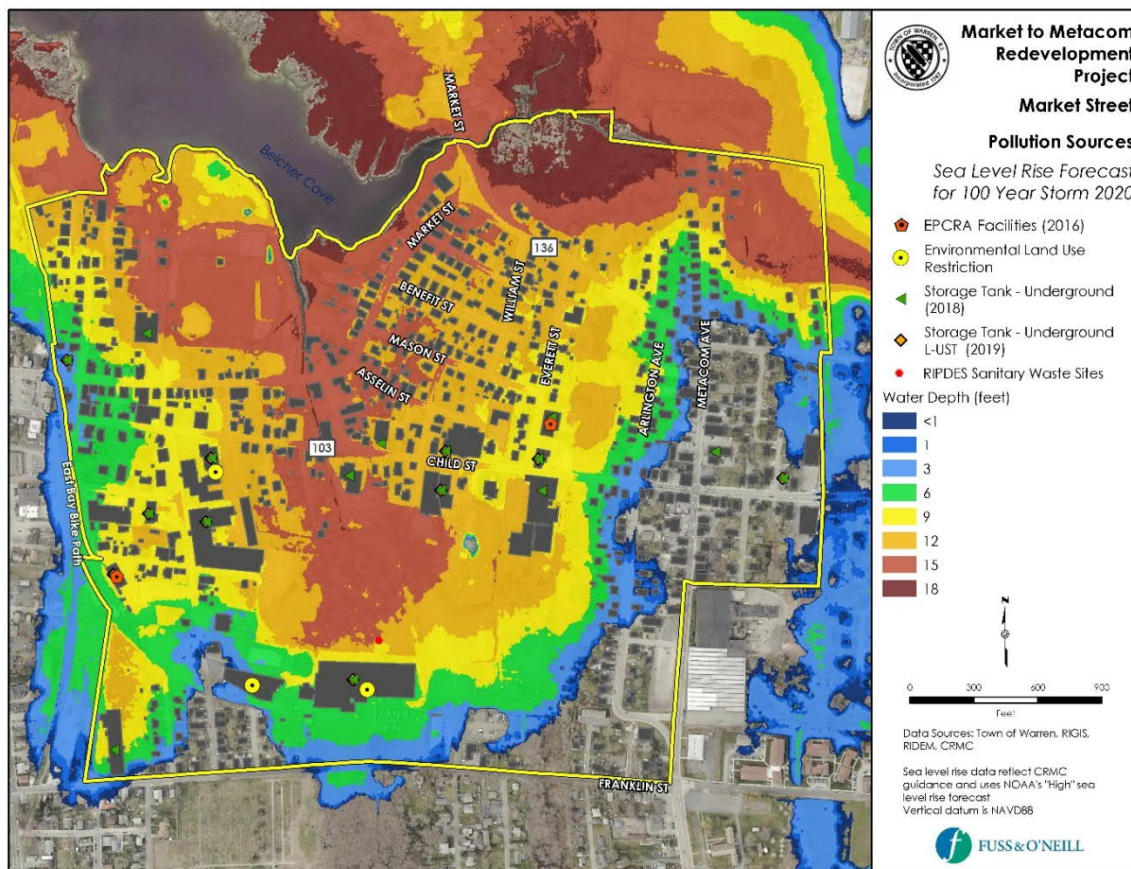 Market to Metacom
Redevelopment
Project
Market Street
Pollution Sources
Sea Level Rise Forecast
for 100 Year Storm 2020
EPCRA Facilities (2016)
Environmental Land Use
Restriction
Storage Tank - Underground
(2018)
Storage Tank - Underground
L-UST (2019)
RIPDES Sanitary Waste Sites
Water Depth (feet)
<1
1
3
6
9
12
15
18
N
0 300 600 900
Feet
Data Sources: Town of Warren, RIGIS,
RIDEM, CRMC
Sea level rise data reflect CRMC
guidance and uses NOAA's "High" sea
level rise forecast
Vertical datum is NAVD88
f FUSS & O'NEILL
TOWN OF WARREN, R.I.
Incorporated 1747
MARKET ST
Belcher Cove
MARKET ST
136
WILLIAM ST
BENEFIT ST
MASON ST
EVERETT ST
ASSELIN ST
ARLINGTON AVE
METACOM AVE
103
CHILD ST
East Bay Bike Path
FRANKLIN ST